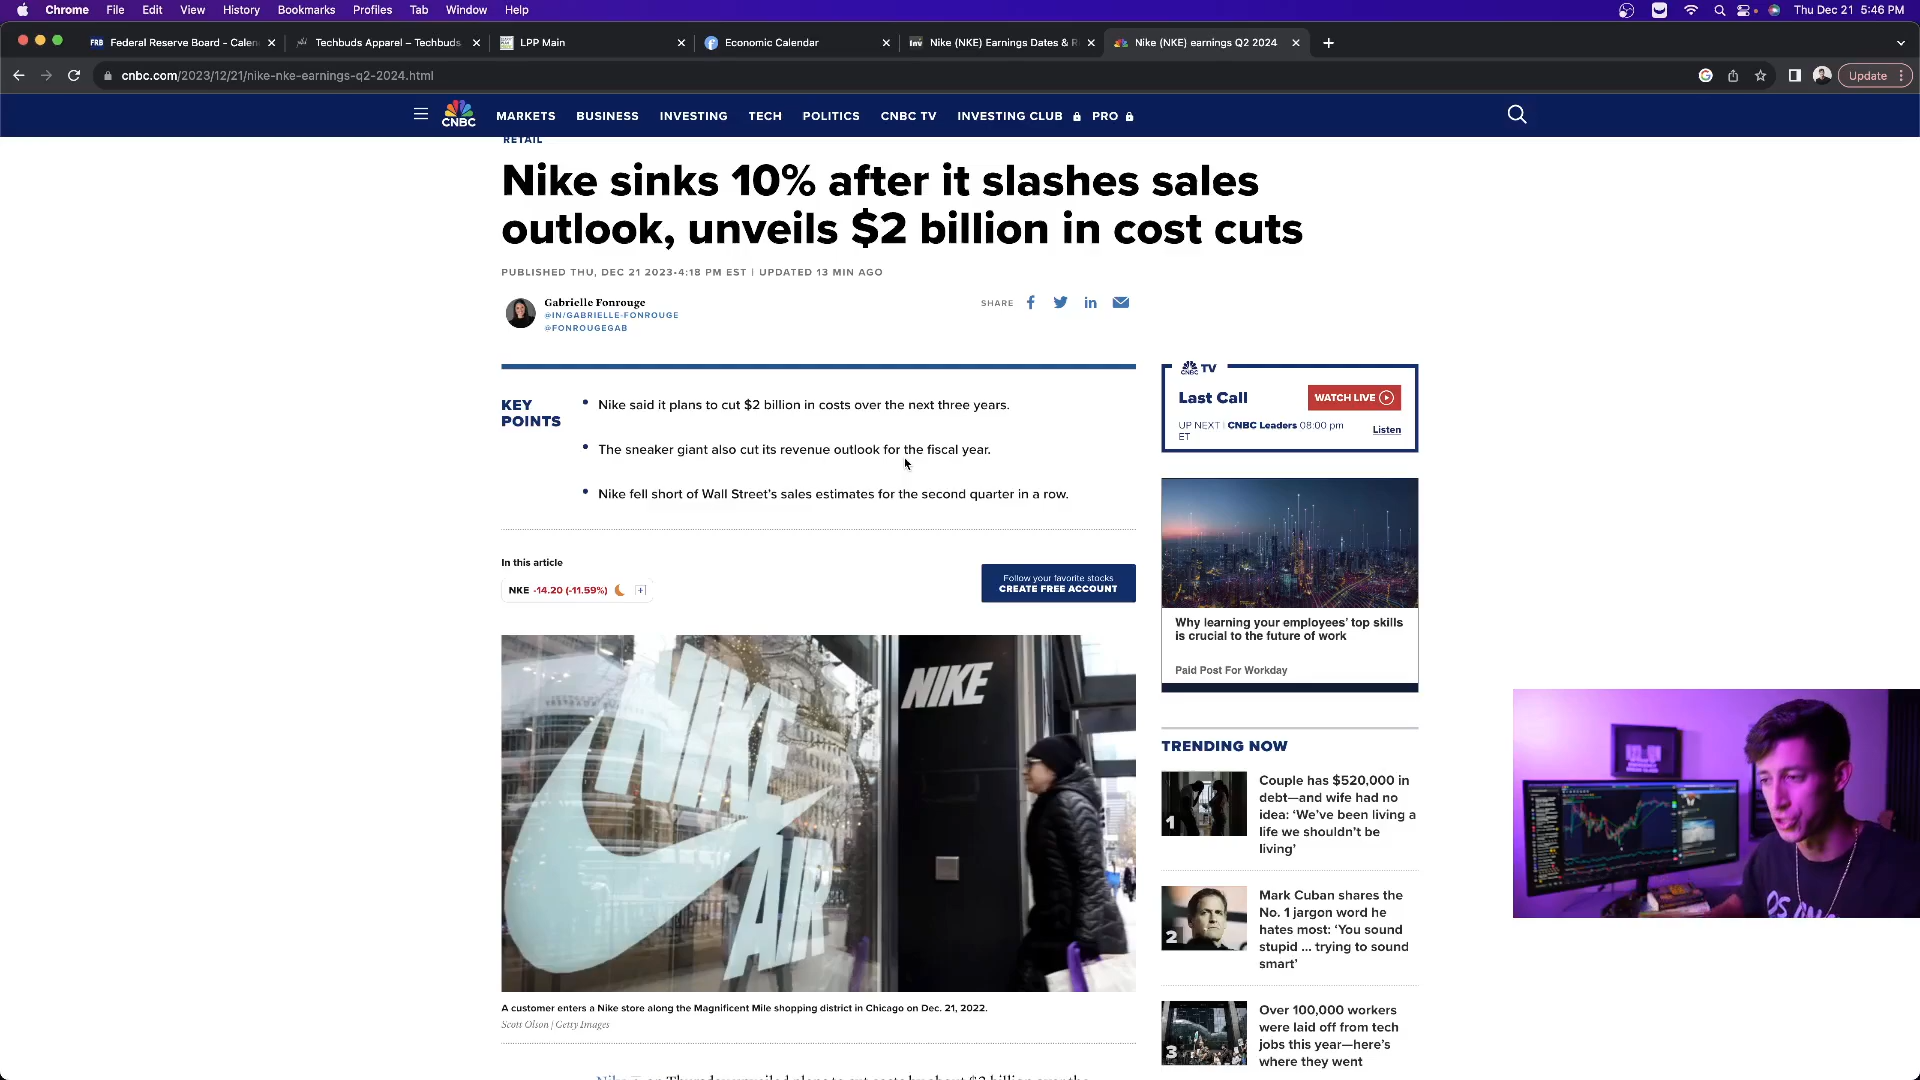 Chrome File Edit View History Bookmarks Profiles Tab Window Help Thu Dec 21 5:46 PM
FRB Federal Reserve Board - Calen Techbuds Apparel – Techbuds LPP Main Economic Calendar Inv Nike (NKE) Earnings Dates & R Nike (NKE) earnings Q2 2024
cnbc.com/2023/12/21/nike-nke-earnings-q2-2024.html Update
CNBC MARKETS BUSINESS INVESTING TECH POLITICS CNBC TV INVESTING CLUB PRO
RETAIL
Nike sinks 10% after it slashes sales
outlook, unveils $2 billion in cost cuts
PUBLISHED THU, DEC 21 2023•4:18 PM EST | UPDATED 13 MIN AGO
Gabrielle Fonrouge
@IN/GABRIELLE-FONROUGE
@FONROUGEGAB
SHARE
KEY
POINTS
Nike said it plans to cut $2 billion in costs over the next three years.
The sneaker giant also cut its revenue outlook for the fiscal year.
Nike fell short of Wall Street’s sales estimates for the second quarter in a row.
In this article
NKE -14.20 (-11.59%)
Follow your favorite stocks
CREATE FREE ACCOUNT
NIKE
AIR
NIKE
A customer enters a Nike store along the Magnificent Mile shopping district in Chicago on Dec. 21, 2022.
Scott Olson | Getty Images
CNBC TV
Last Call
WATCH LIVE
UP NEXT | CNBC Leaders 08:00 pm
ET
Listen
Why learning your employees’ top skills
is crucial to the future of work
Paid Post For Workday
TRENDING NOW
1
Couple has $520,000 in
debt—and wife had no
idea: ‘We’ve been living a
life we shouldn’t be
living’
2
Mark Cuban shares the
No. 1 jargon word he
hates most: ‘You sound
stupid ... trying to sound
smart’
3
Over 100,000 workers
were laid off from tech
jobs this year—here’s
where they went